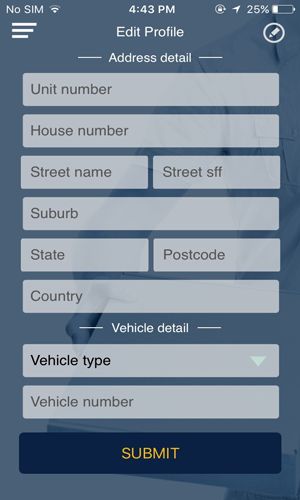 No SIM 4:43 PM 25%
Edit Profile
Address detail
Unit number
House number
Street name Street sff
Suburb
State Postcode
Country
Vehicle detail
Vehicle type
Vehicle number
SUBMIT